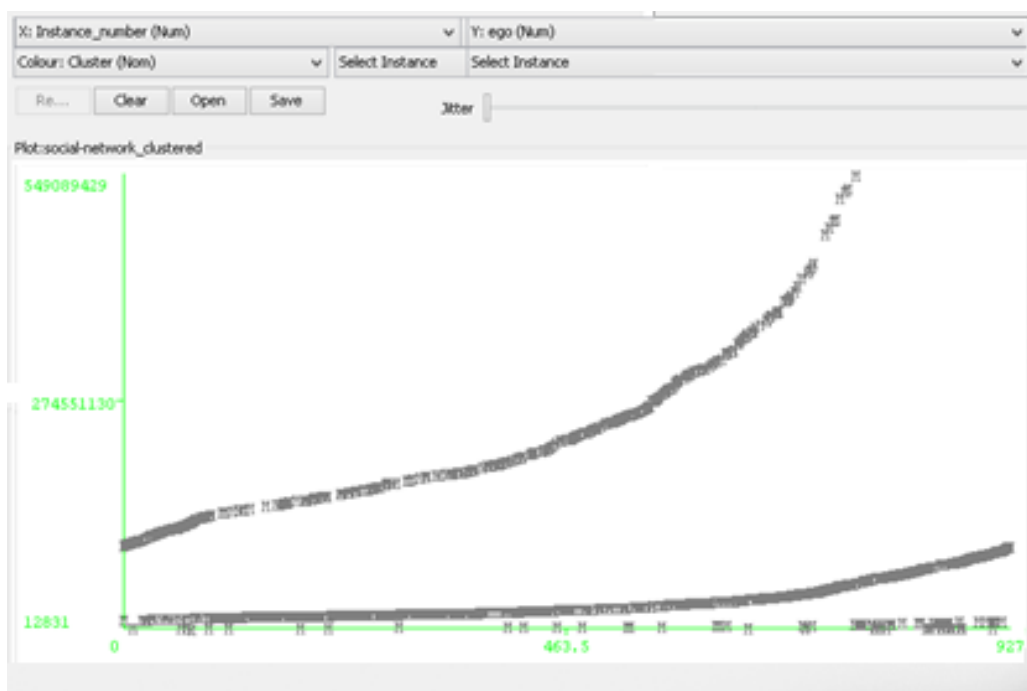 X: Instance_number (Num) Y: ego (Num)
Colour: Cluster (Nom) Select Instance Select Instance
Re.... Clear Open Save Jitter
Plot:social-network_clustered
549089429
274551130
12831
0 463.5 927